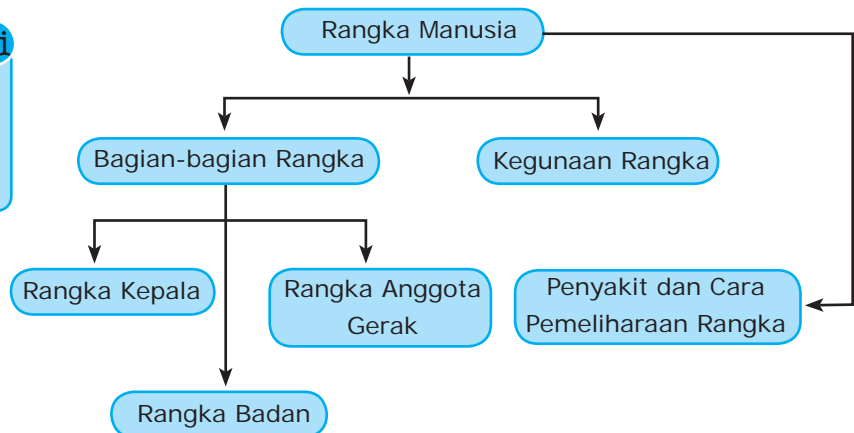 i
Rangka Manusia
Bagian-bagian Rangka
Kegunaan Rangka
Rangka Kepala
Rangka Anggota
Gerak
Penyakit dan Cara
Pemeliharaan Rangka
Rangka Badan